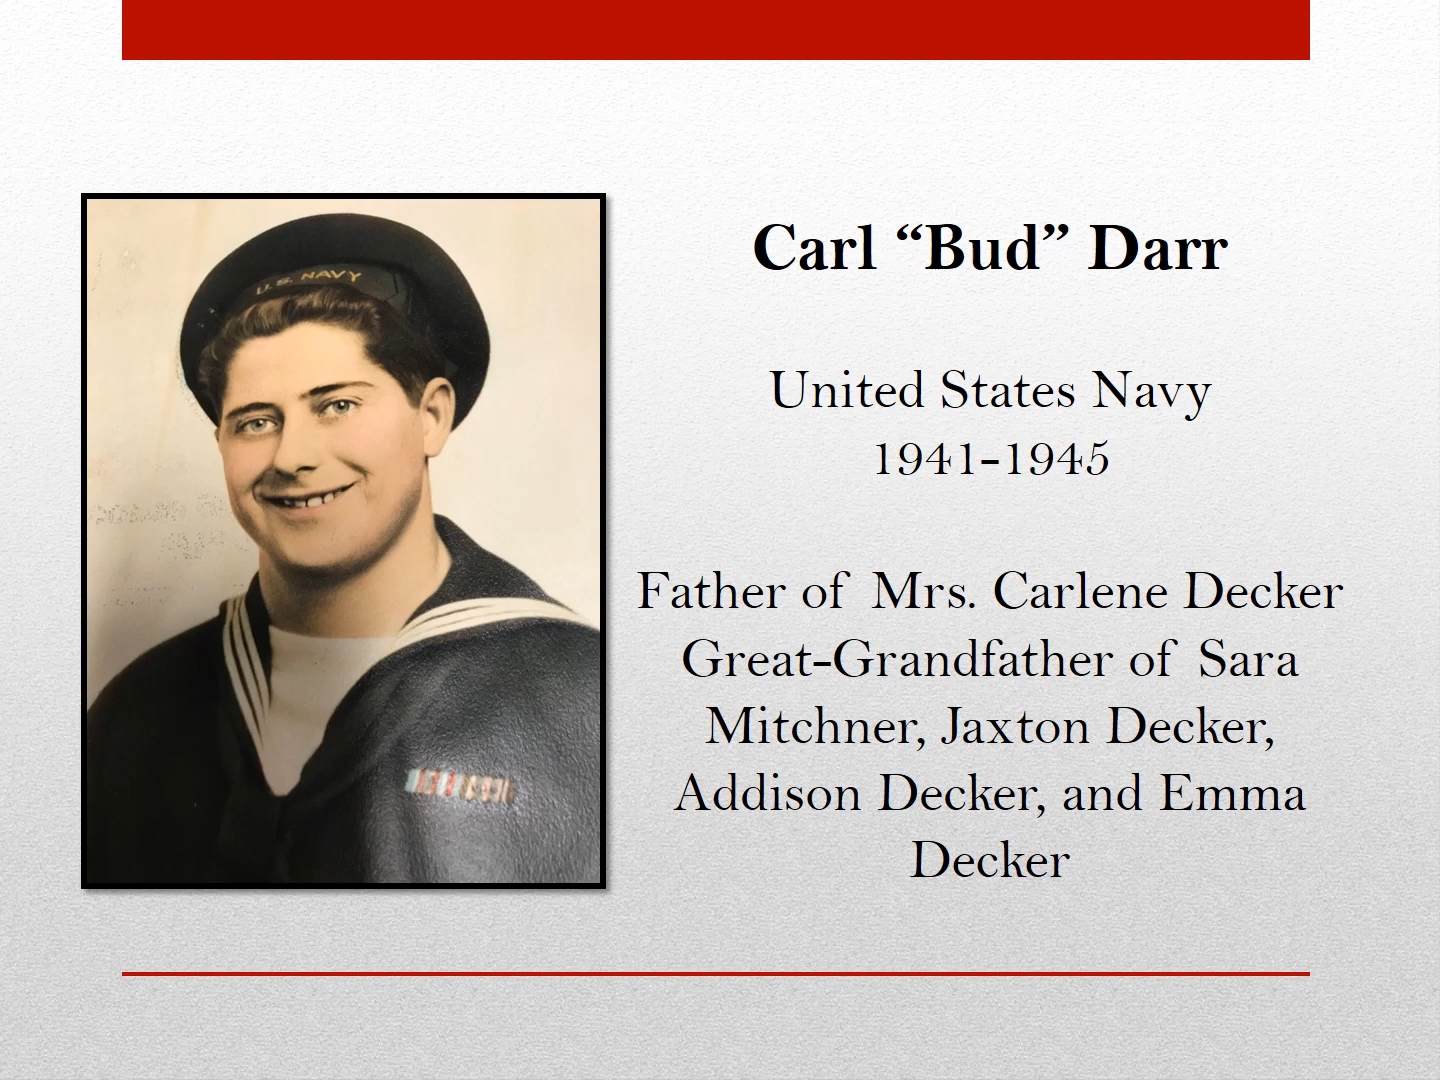 U.S. NAVY
Carl “Bud” Darr
United States Navy
1941-1945
Father of Mrs. Carlene Decker
Great-Grandfather of Sara
Mitchner, Jaxton Decker,
Addison Decker, and Emma
Decker